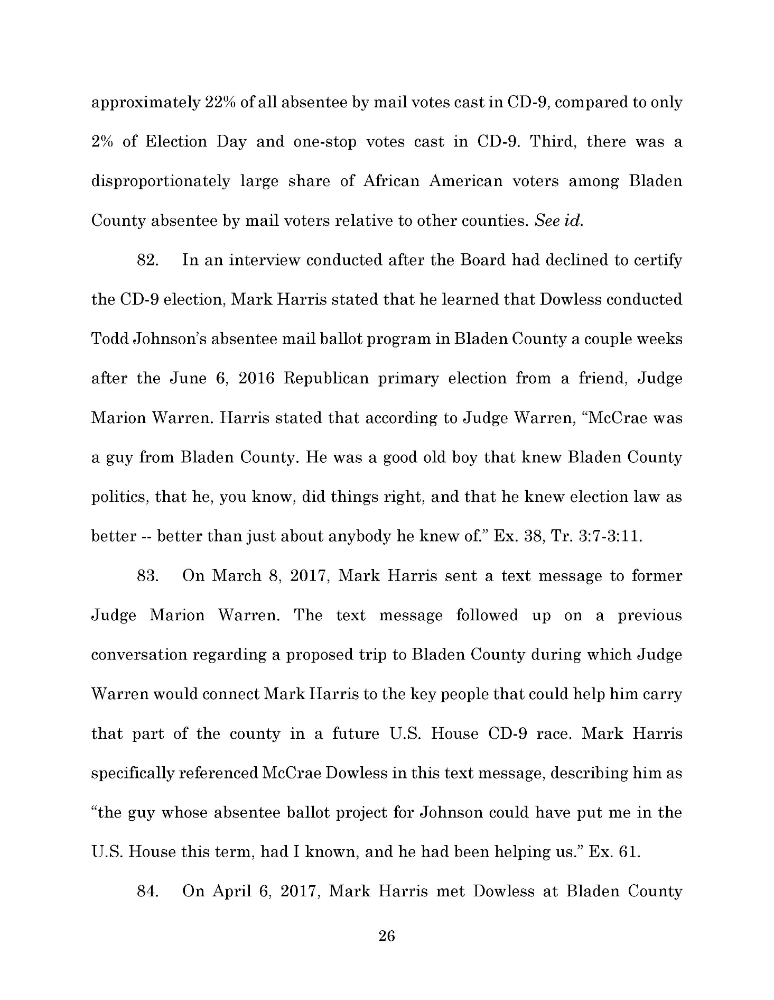 approximately 22% of all absentee by mail votes cast in CD-9, compared to only
2% of Election Day and one-stop votes cast in CD-9. Third, there was a
disproportionately large share of African American voters among Bladen
County absentee by mail voters relative to other counties. See id.
82. In an interview conducted after the Board had declined to certify
the CD-9 election, Mark Harris stated that he learned that Dowless conducted
Todd Johnson’s absentee mail ballot program in Bladen County a couple weeks
after the June 6, 2016 Republican primary election from a friend, Judge
Marion Warren. Harris stated that according to Judge Warren, “McCrae was
a guy from Bladen County. He was a good old boy that knew Bladen County
politics, that he, you know, did things right, and that he knew election law as
better -- better than just about anybody he knew of.” Ex. 38, Tr. 3:7-3:11.
83. On March 8, 2017, Mark Harris sent a text message to former
Judge Marion Warren. The text message followed up on a previous
conversation regarding a proposed trip to Bladen County during which Judge
Warren would connect Mark Harris to the key people that could help him carry
that part of the county in a future U.S. House CD-9 race. Mark Harris
specifically referenced McCrae Dowless in this text message, describing him as
“the guy whose absentee ballot project for Johnson could have put me in the
U.S. House this term, had I known, and he had been helping us.” Ex. 61.
84. On April 6, 2017, Mark Harris met Dowless at Bladen County
26